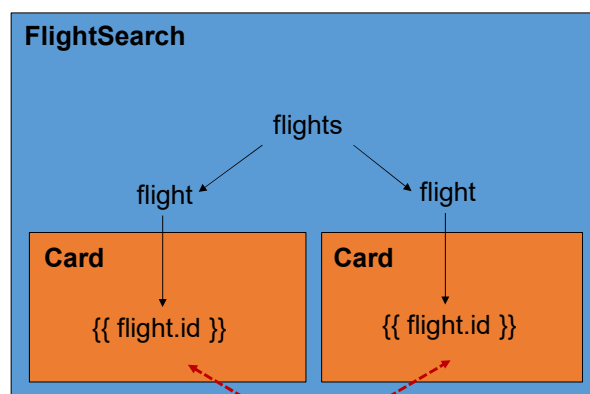 FlightSearch
flights
flight
flight
Card
Card
{{ flight.id }}
{{ flight.id }}